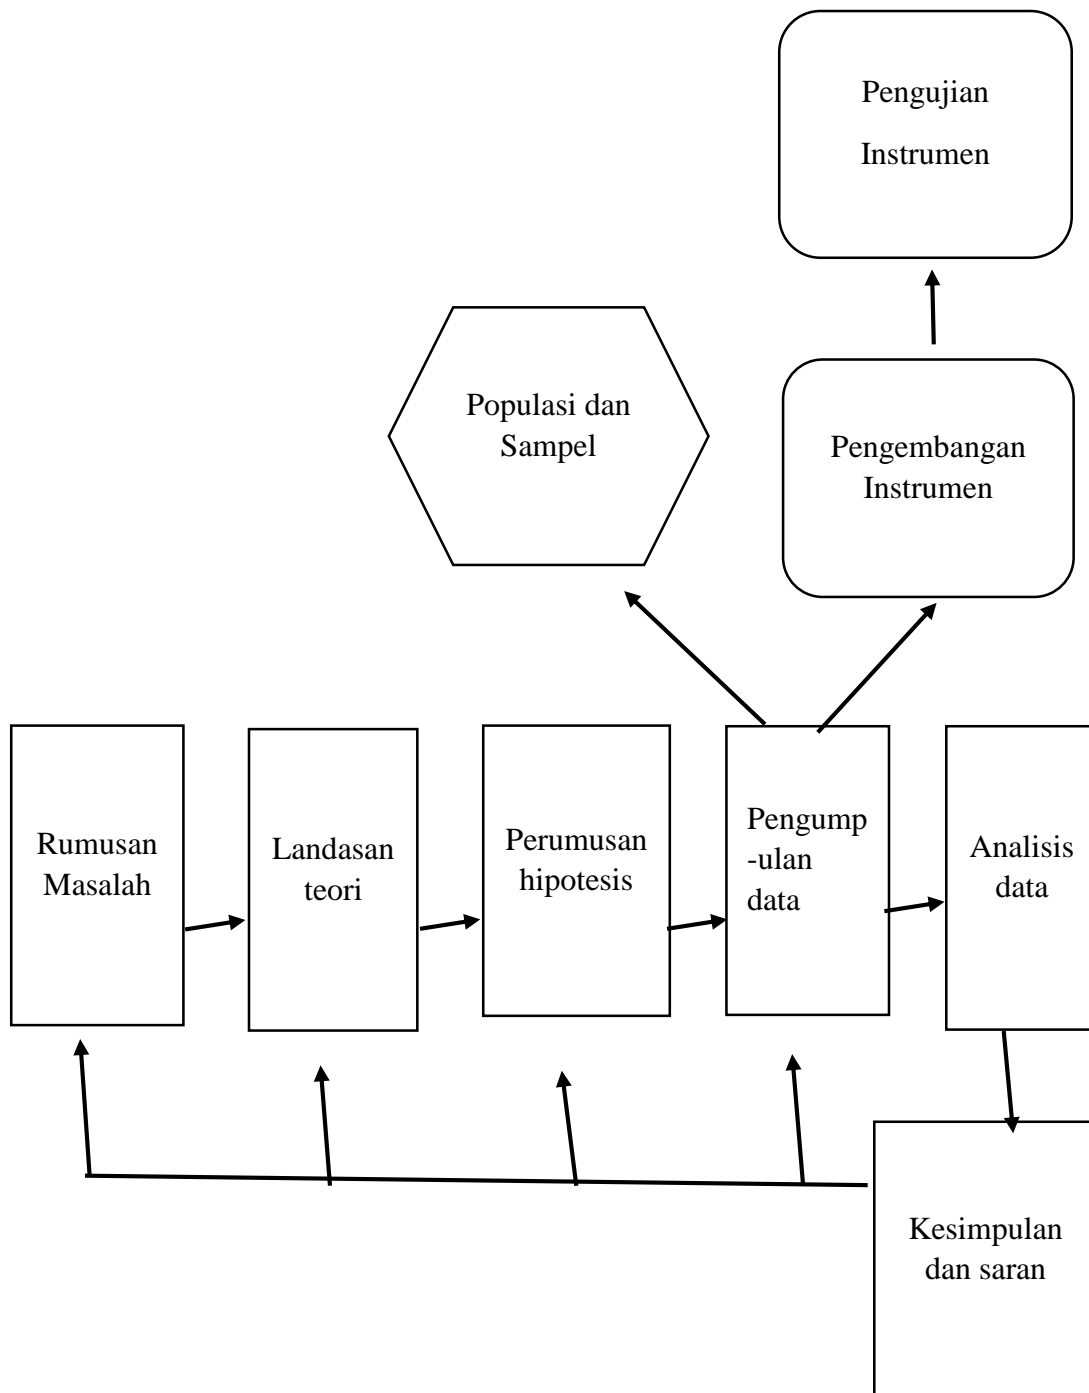 Pengujian
Instrumen
Populasi dan
Sampel
Pengembangan
Instrumen
Rumusan
Masalah
Landasan
teori
Perumusan
hipotesis
Pengump
-ulan
data
Analisis
data
Kesimpulan
dan saran